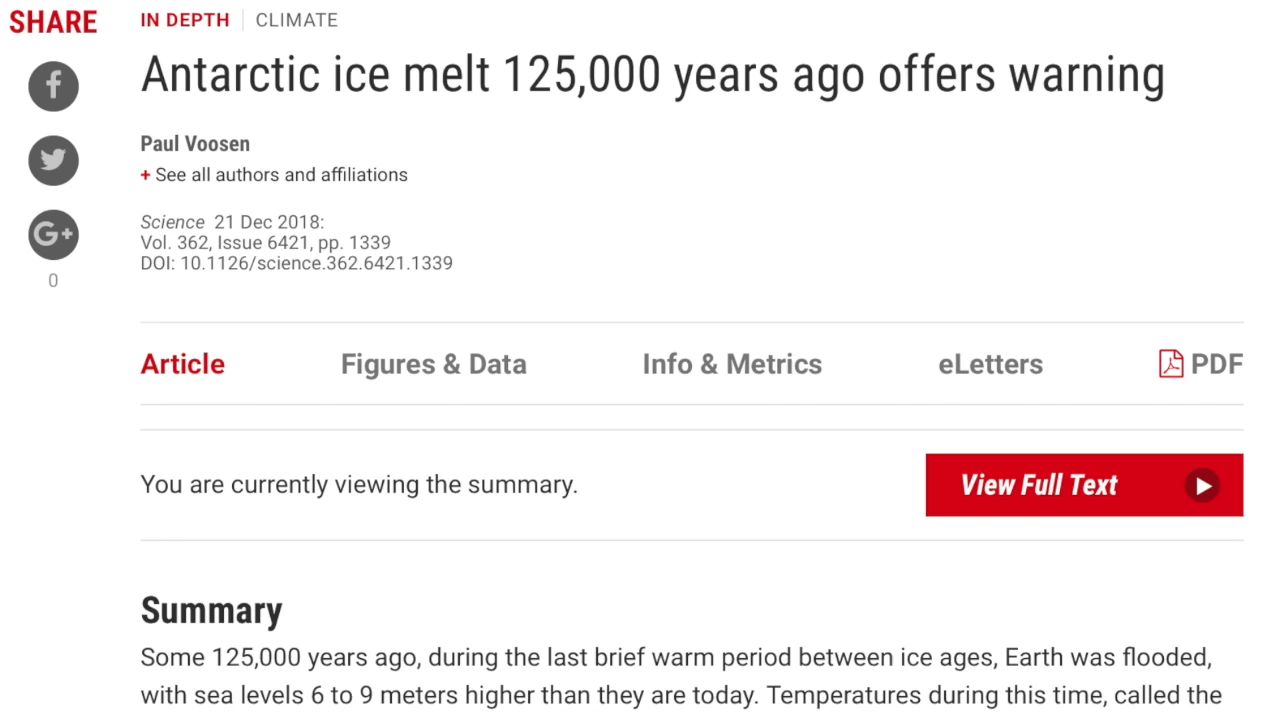 SHARE
IN DEPTH CLIMATE
Antarctic ice melt 125,000 years ago offers warning
Paul Voosen
+ See all authors and affiliations
Science 21 Dec 2018:
Vol. 362, Issue 6421, pp. 1339
DOI: 10.1126/science.362.6421.1339
G+
0
Article Figures & Data Info & Metrics eLetters PDF
You are currently viewing the summary.
View Full Text
Summary
Some 125,000 years ago, during the last brief warm period between ice ages, Earth was flooded,
with sea levels 6 to 9 meters higher than they are today. Temperatures during this time, called the